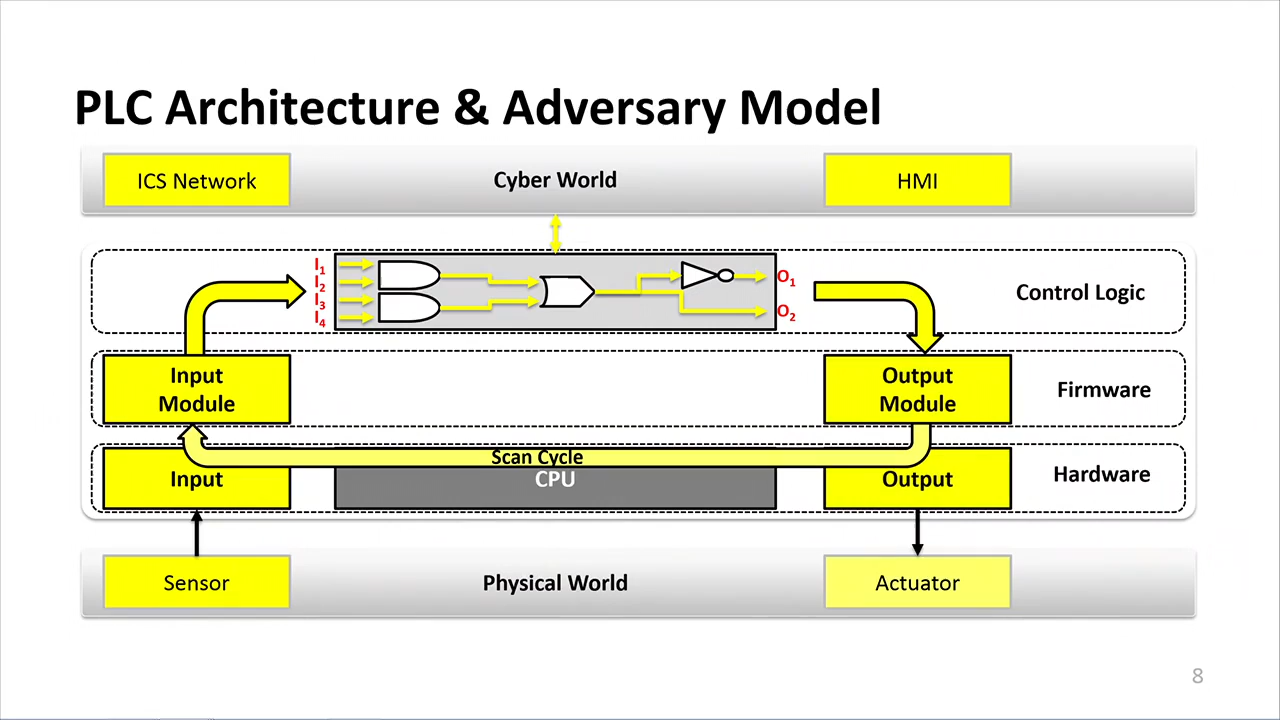 PLC Architecture & Adversary Model
ICS Network
Cyber World
HMI
I1
I2
I3
I4
O1
O2
Control Logic
Input
Module
Output
Module
Firmware
Scan Cycle
Input
CPU
Output
Hardware
Sensor
Physical World
Actuator
8